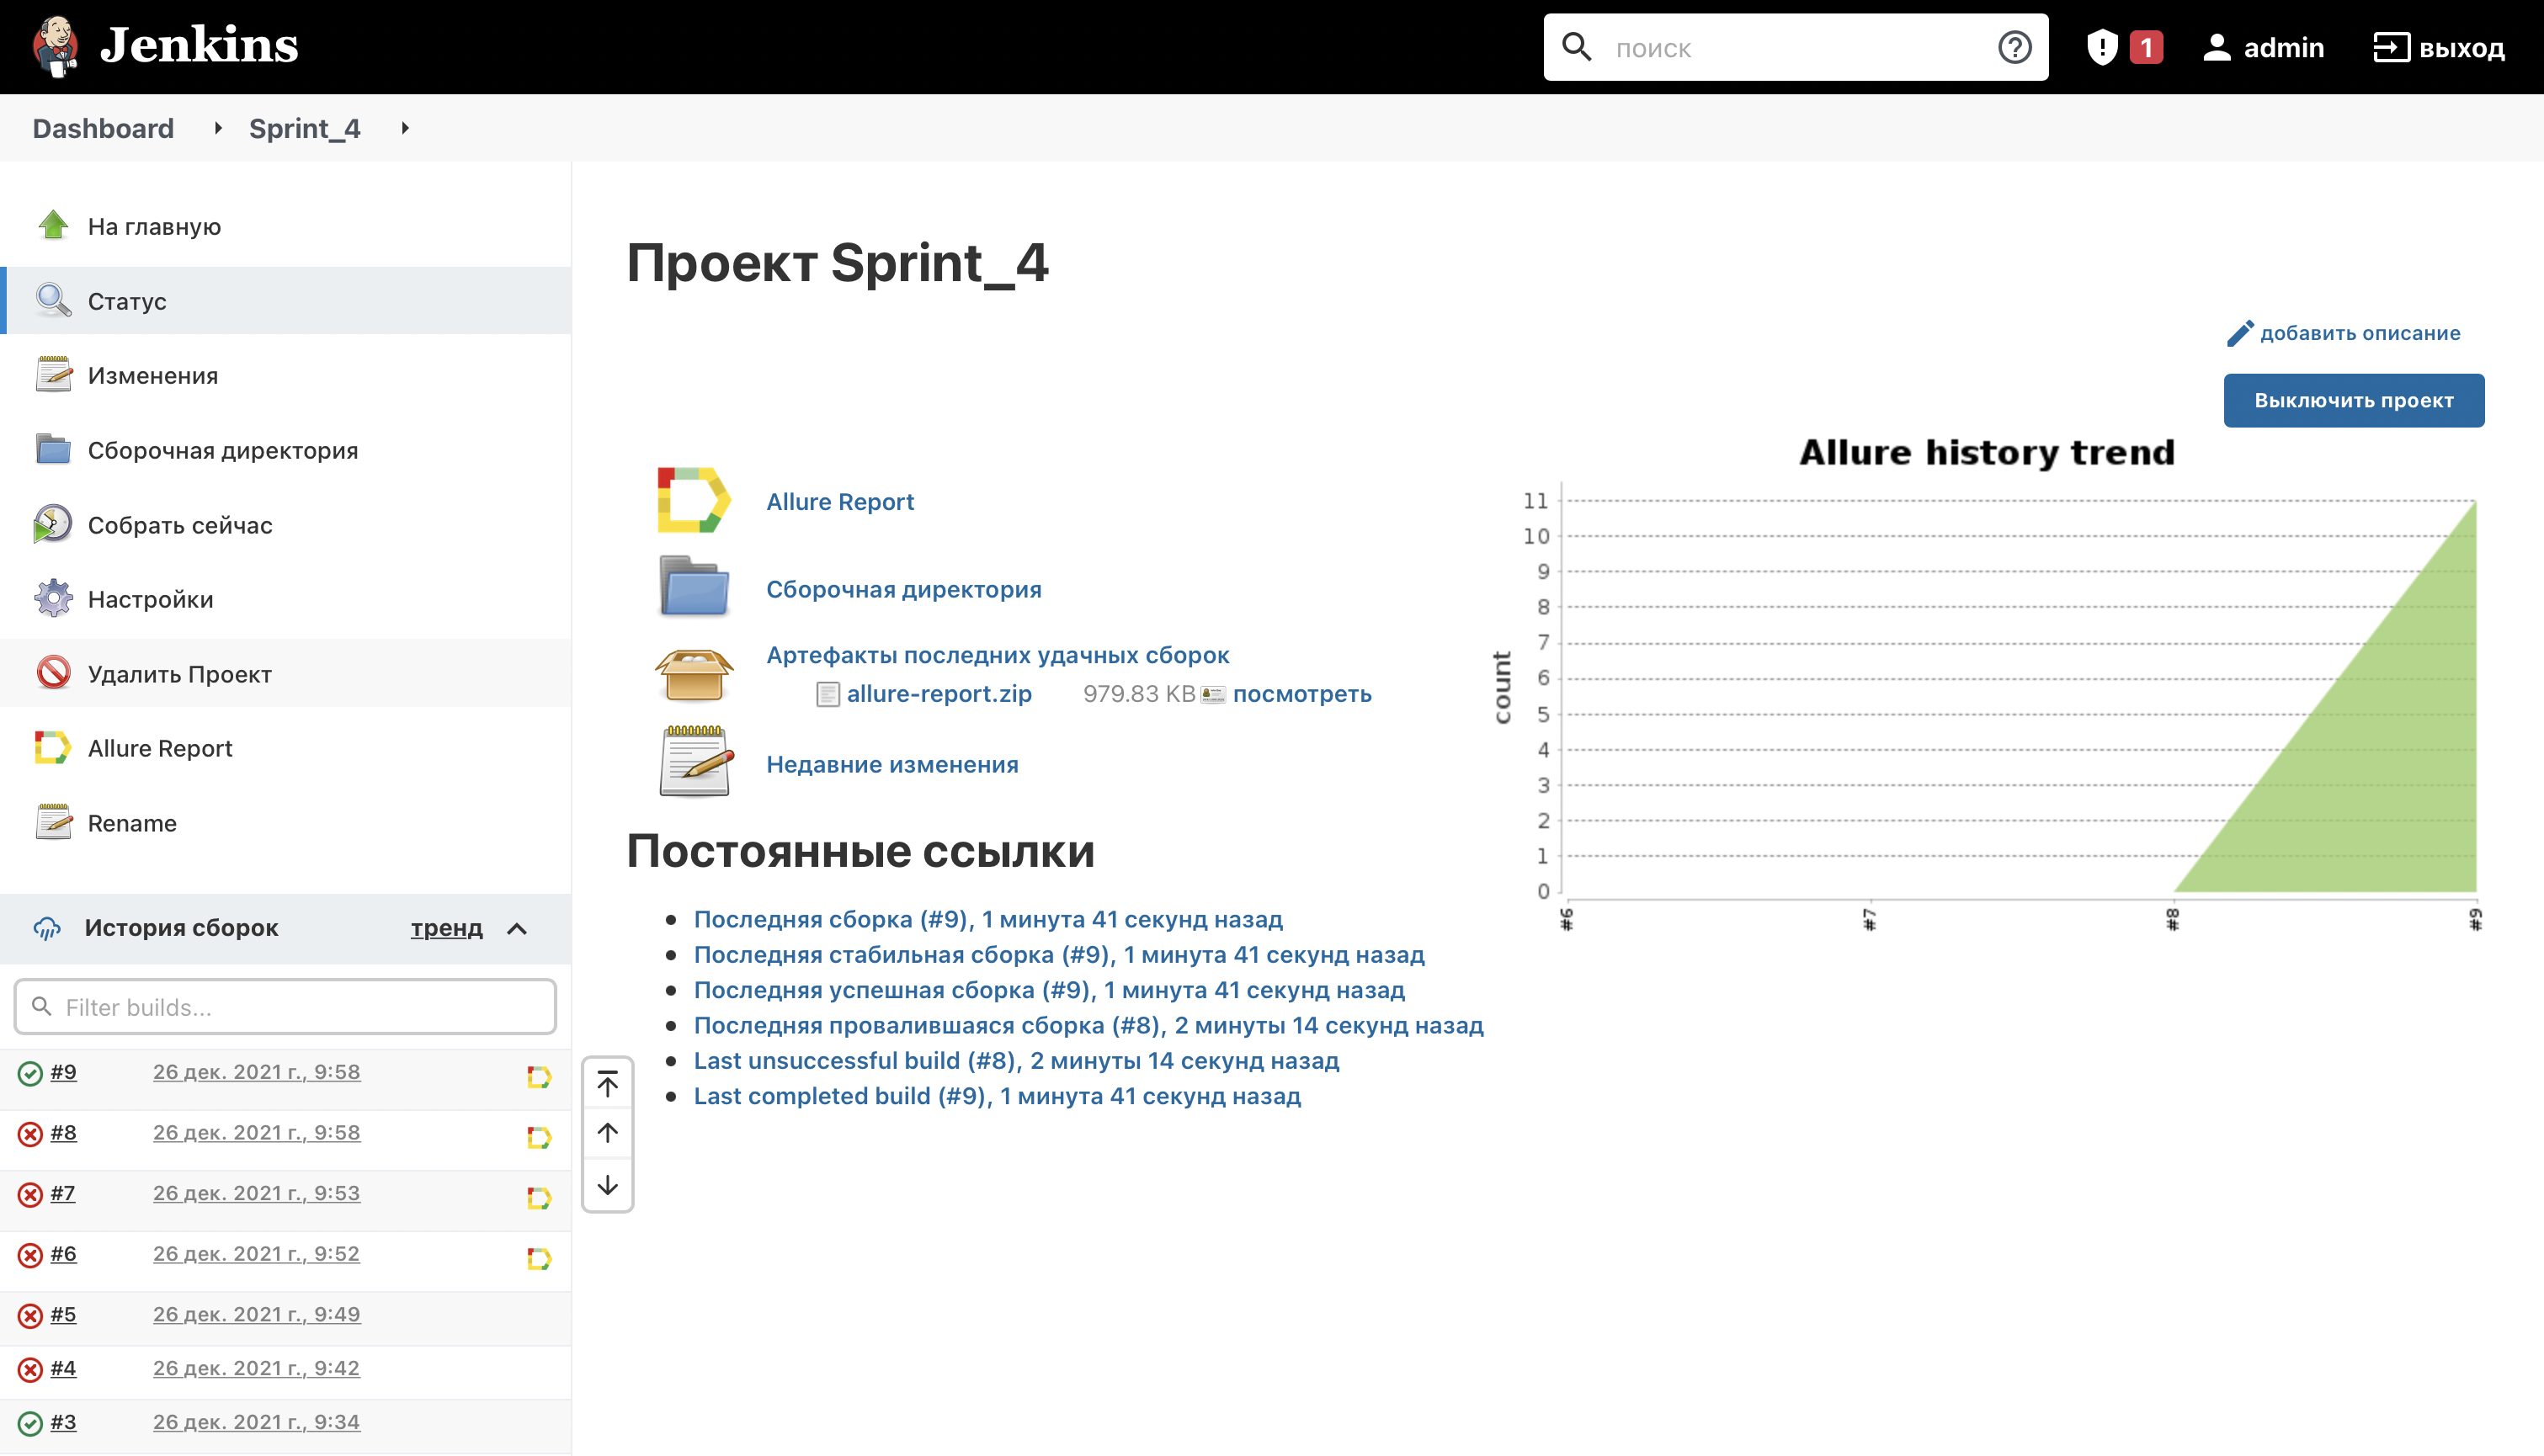 Jenkins
поиск
1
admin
выход
Dashboard
Sprint_4
На главную
Статус
Изменения
Сборочная директория
Собрать сейчас
Настройки
Удалить Проект
Allure Report
Rename
История сборок тренд
Filter builds...
#9 26 дек. 2021 г., 9:58
#8 26 дек. 2021 г., 9:58
#7 26 дек. 2021 г., 9:53
#6 26 дек. 2021 г., 9:52
#5 26 дек. 2021 г., 9:49
#4 26 дек. 2021 г., 9:42
#3 26 дек. 2021 г., 9:34
Проект Sprint_4
добавить описание
Выключить проект
Allure Report
Сборочная директория
Артефакты последних удачных сборок
allure-report.zip 979.83 KB посмотреть
Недавние изменения
Allure history trend
count
11
10
9
8
7
6
5
4
3
2
1
0
#6 #7 #8 #9
Постоянные ссылки
Последняя сборка (#9), 1 минута 41 секунд назад
Последняя стабильная сборка (#9), 1 минута 41 секунд назад
Последняя успешная сборка (#9), 1 минута 41 секунд назад
Последняя провалившаяся сборка (#8), 2 минуты 14 секунд назад
Last unsuccessful build (#8), 2 минуты 14 секунд назад
Last completed build (#9), 1 минута 41 секунд назад